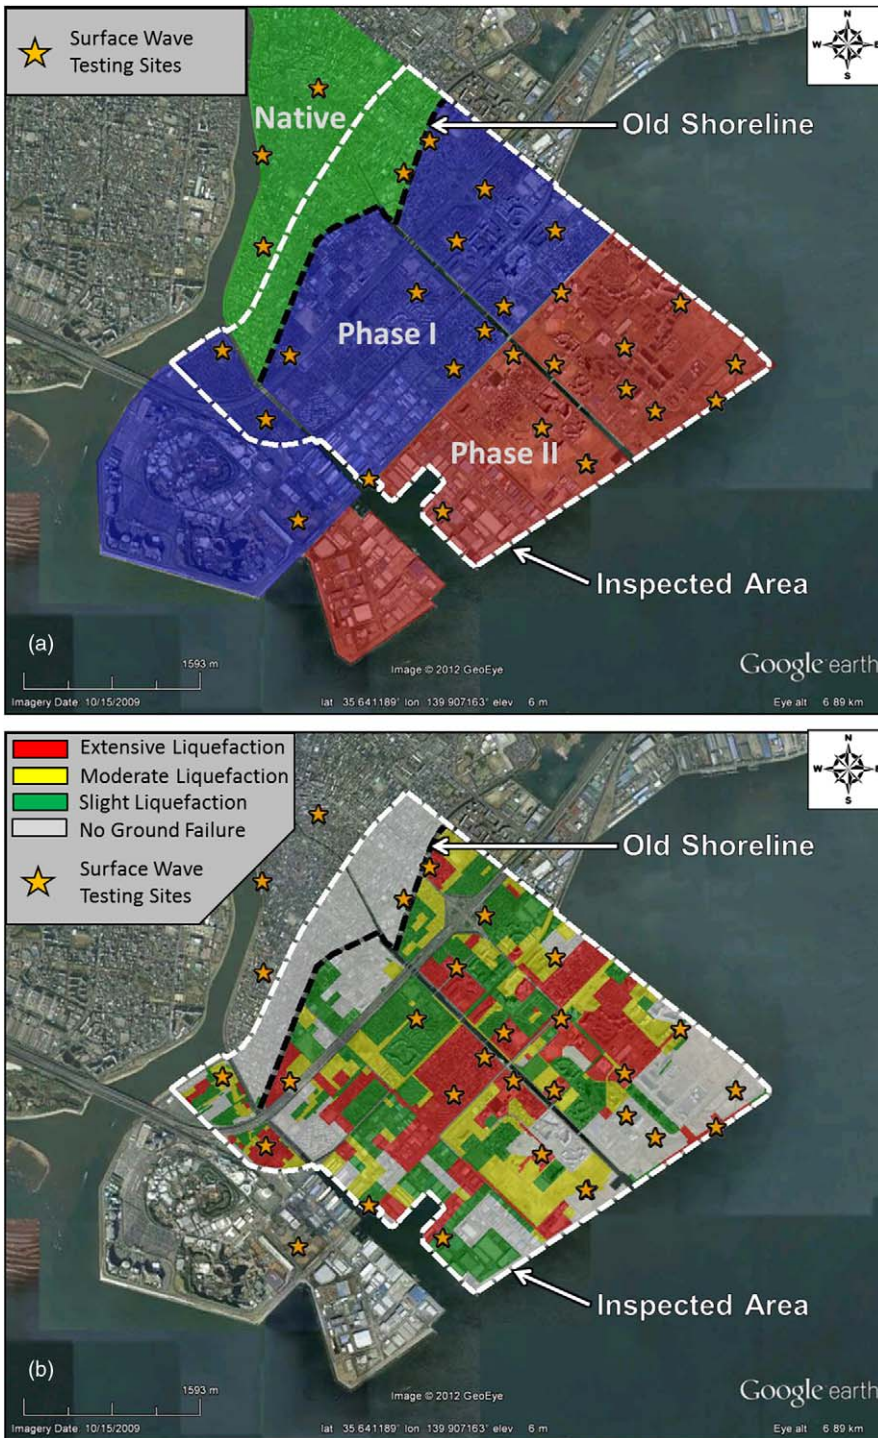 Surface Wave
Testing Sites
N
W E
S
Native
Old Shoreline
Phase I
Phase II
Inspected Area
(a)
1593 m
Image © 2012 GeoEye
Google earth
Imagery Date 10/15/2009 lat 35 641189° lon 139 907163° elev 6 m Eye alt 6 89 km
Extensive Liquefaction
Moderate Liquefaction
Slight Liquefaction
No Ground Failure
Surface Wave
Testing Sites
N
W E
S
Old Shoreline
Inspected Area
(b)
1593 m
Image © 2012 GeoEye
Google earth
Imagery Date 10/15/2009 lat 35 641189° lon 139 907163° elev 6 m Eye alt 6 89 km